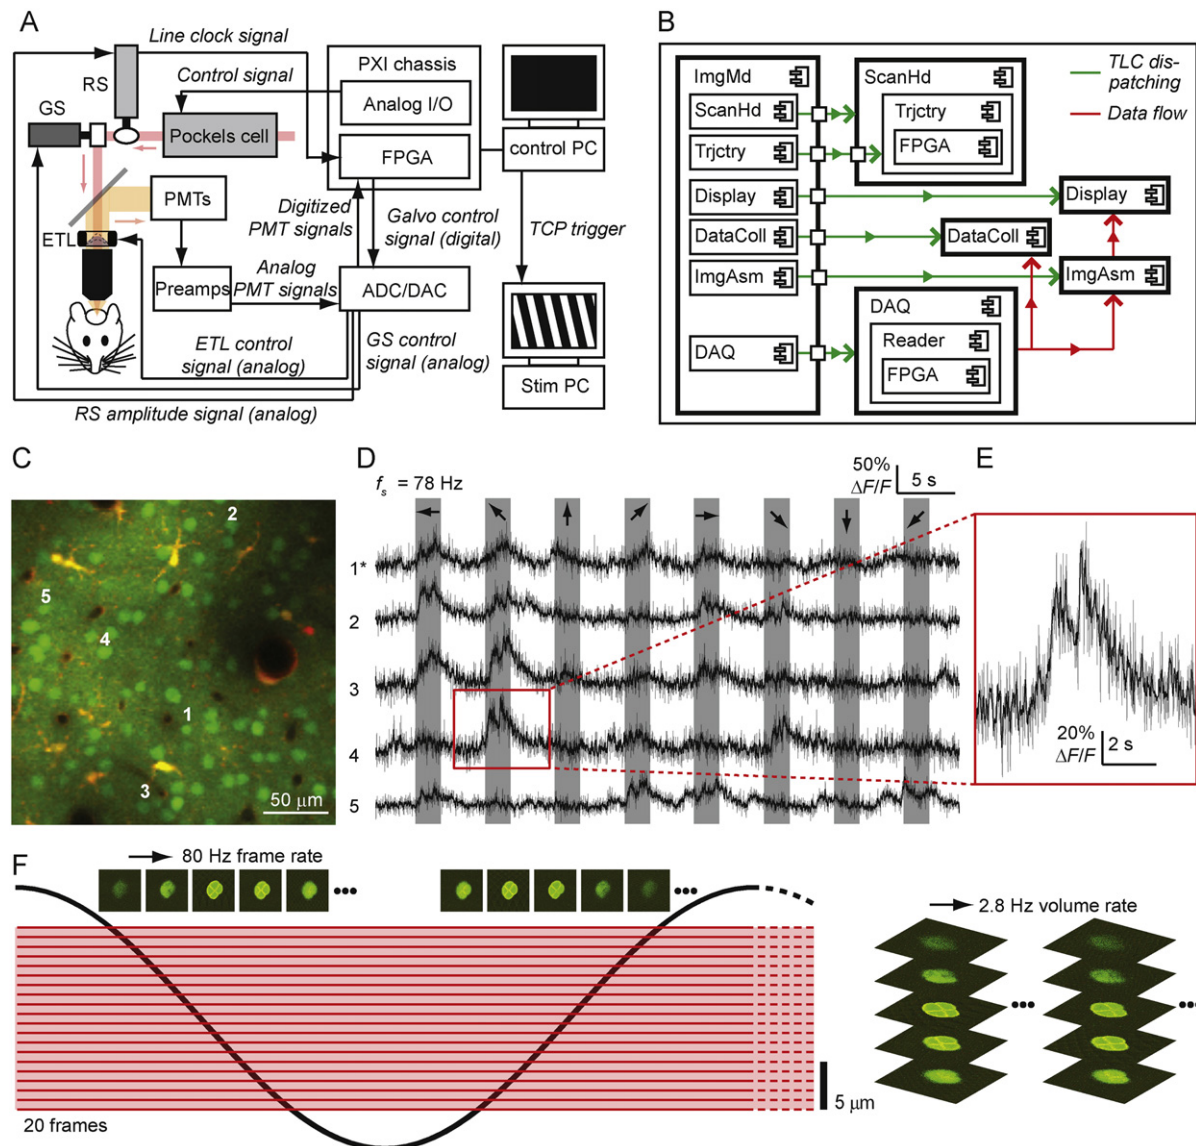 A
Line clock signal
RS
Control signal
GS
Pockels cell
PXI chassis
Analog I/O
FPGA
control PC
PMTs
Digitized
PMT signals
Galvo control
signal (digital)
TCP trigger
ETL
Preamps
Analog
PMT signals
ADC/DAC
ETL control
signal (analog)
GS control
signal (analog)
Stim PC
RS amplitude signal (analog)
B
ImgMd
ScanHd
Trjctry
Display
DataColl
ImgAsm
DAQ
ScanHd
Trjctry
FPGA
TLC dis-
patching
Data flow
Display
DataColl
ImgAsm
DAQ
Reader
FPGA
C
2
5
4
1
3
50 μm
D
fs = 78 Hz
50%
ΔF/F
5 s
1*
2
3
4
5
E
20%
ΔF/F
2 s
F
80 Hz frame rate
2.8 Hz volume rate
5 μm
20 frames